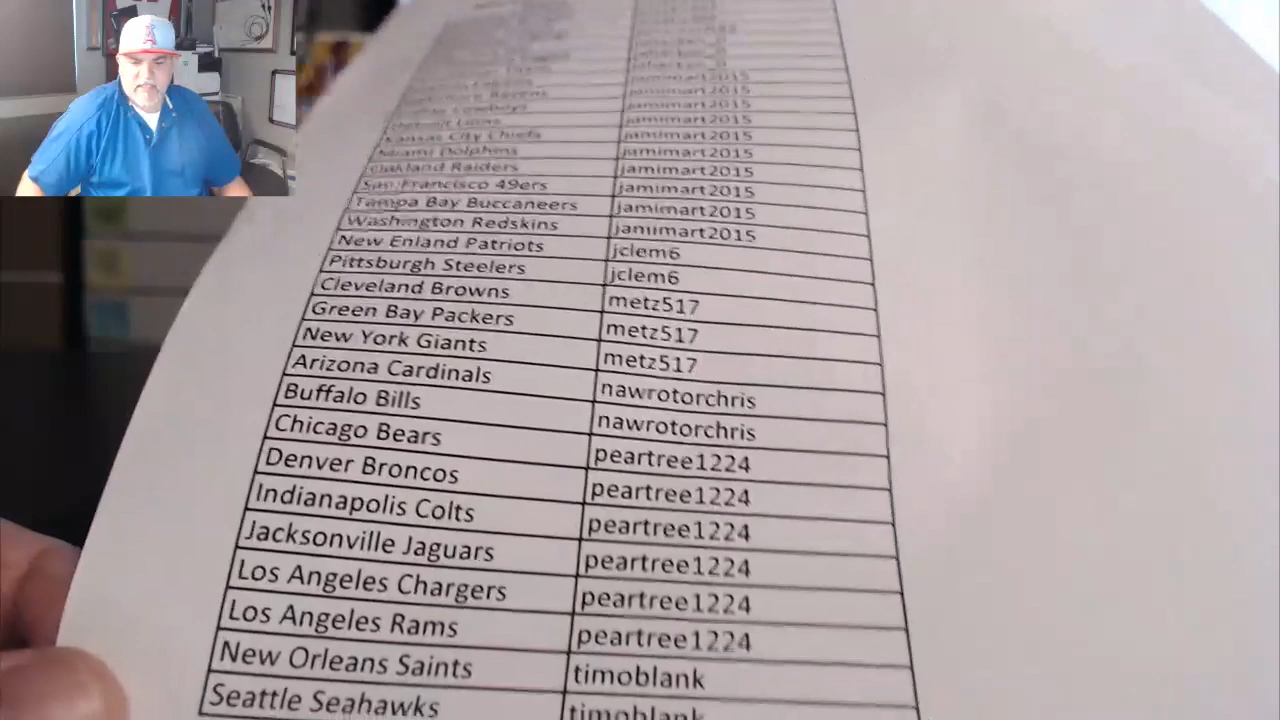 jamimart2015
Ravens jamimart2015
Cowboys jamimart2015
Detroit Lions jamimart2015
Kansas City Chiefs jamimart2015
Miami Dolphins jamimart2015
Oakland Raiders jamimart2015
San Francisco 49ers jamimart2015
Tampa Bay Buccaneers jamimart2015
Washington Redskins jamimart2015
New Enland Patriots jclem6
Pittsburgh Steelers jclem6
Cleveland Browns metz517
Green Bay Packers metz517
New York Giants metz517
Arizona Cardinals nawrotorchris
Buffalo Bills nawrotorchris
Chicago Bears peartree1224
Denver Broncos peartree1224
Indianapolis Colts peartree1224
Jacksonville Jaguars peartree1224
Los Angeles Chargers peartree1224
Los Angeles Rams peartree1224
New Orleans Saints timoblank
Seattle Seahawks timoblank